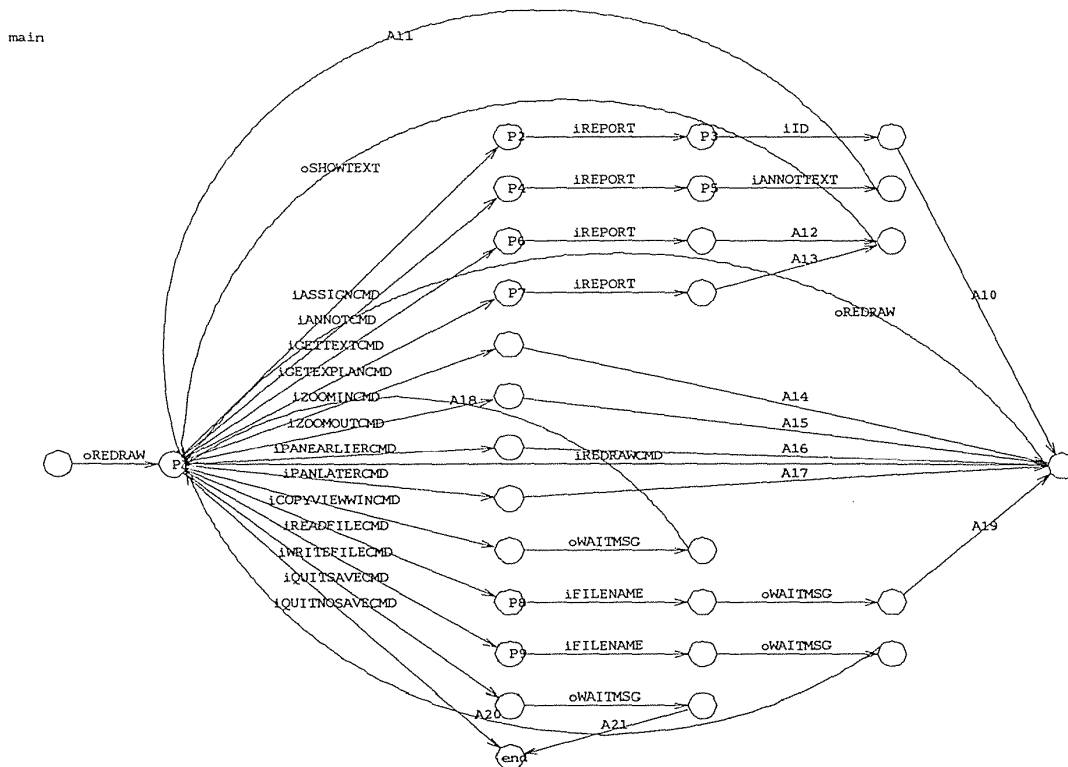 main
A11
P2 iREPORT P3 iID
oSHOWTEXT
P4 iREPORT P5 iANNOTTEXT
P6 iREPORT A12
A13
P7 iREPORT
iASSIGNCMD
A10
oREDRAW
iANNOTCMD
iGETTEXTCMD
iGETEXPLANCMD
iZOOMINCMD
A18
A14
iZOOMOUTCMD
A15
iPANEARLIERCMD
A16
oREDRAW
iREDRAWCMD
iPANLATERCMD
A17
iCOPYVIEWWINCMD
iREADFILECMD
A19
oWAITMSG
iWRITEFILECMD
iQUITSAVECMD
iQUITNOSAVECMD
P8 iFILENAME oWAITMSG
P9 iFILENAME oWAITMSG
oWAITMSG
A20
A21
end